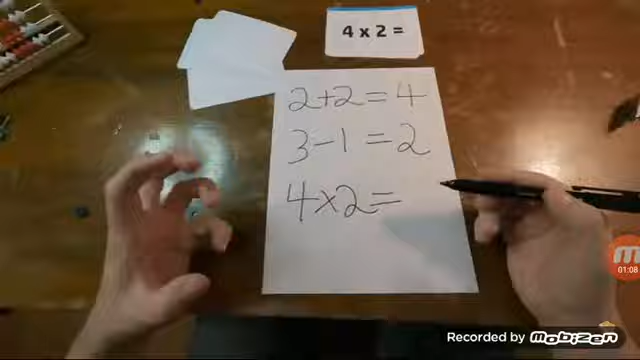 4 x 2 =
2+2=4
3-1=2
4x2=
M
01:08
Recorded by Mobizen